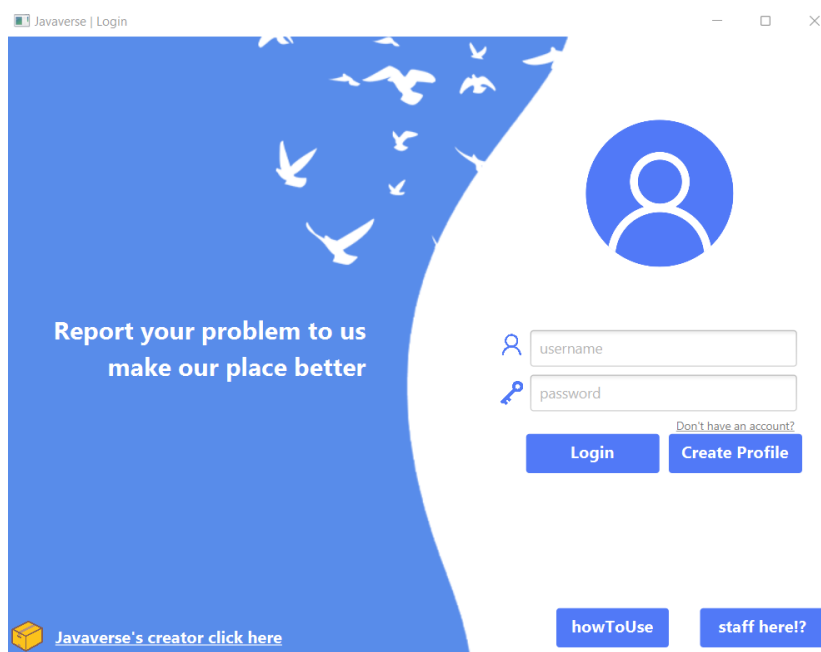 Javaverse | Login
Report your problem to us
make our place better
username
password
Don't have an account?
Login
Create Profile
Javaverse's creator click here
howToUse
staff here!?